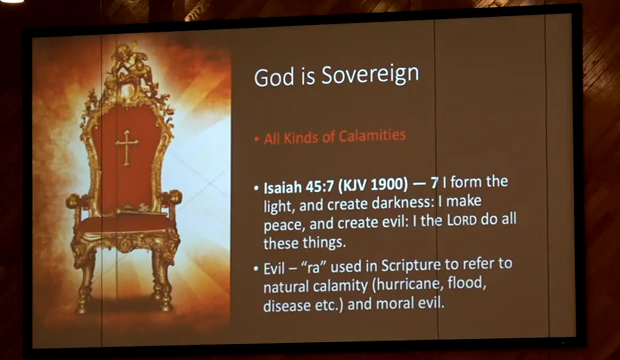 God is Sovereign
• All Kinds of Calamities
• Isaiah 45:7 (KJV 1900) — 7 I form the
light, and create darkness: I make
peace, and create evil: I the LORD do all
these things.
• Evil – “ra” used in Scripture to refer to
natural calamity (hurricane, flood,
disease etc.) and moral evil.